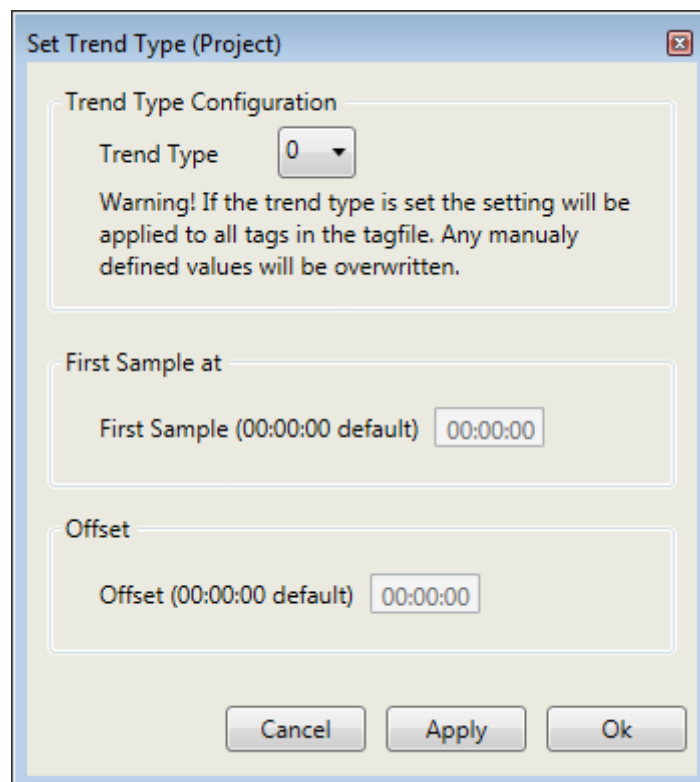 Set Trend Type (Project)
Trend Type Configuration
Trend Type 0
Warning! If the trend type is set the setting will be
applied to all tags in the tagfile. Any manualy
defined values will be overwritten.
First Sample at
First Sample (00:00:00 default) 00:00:00
Offset
Offset (00:00:00 default) 00:00:00
Cancel Apply Ok